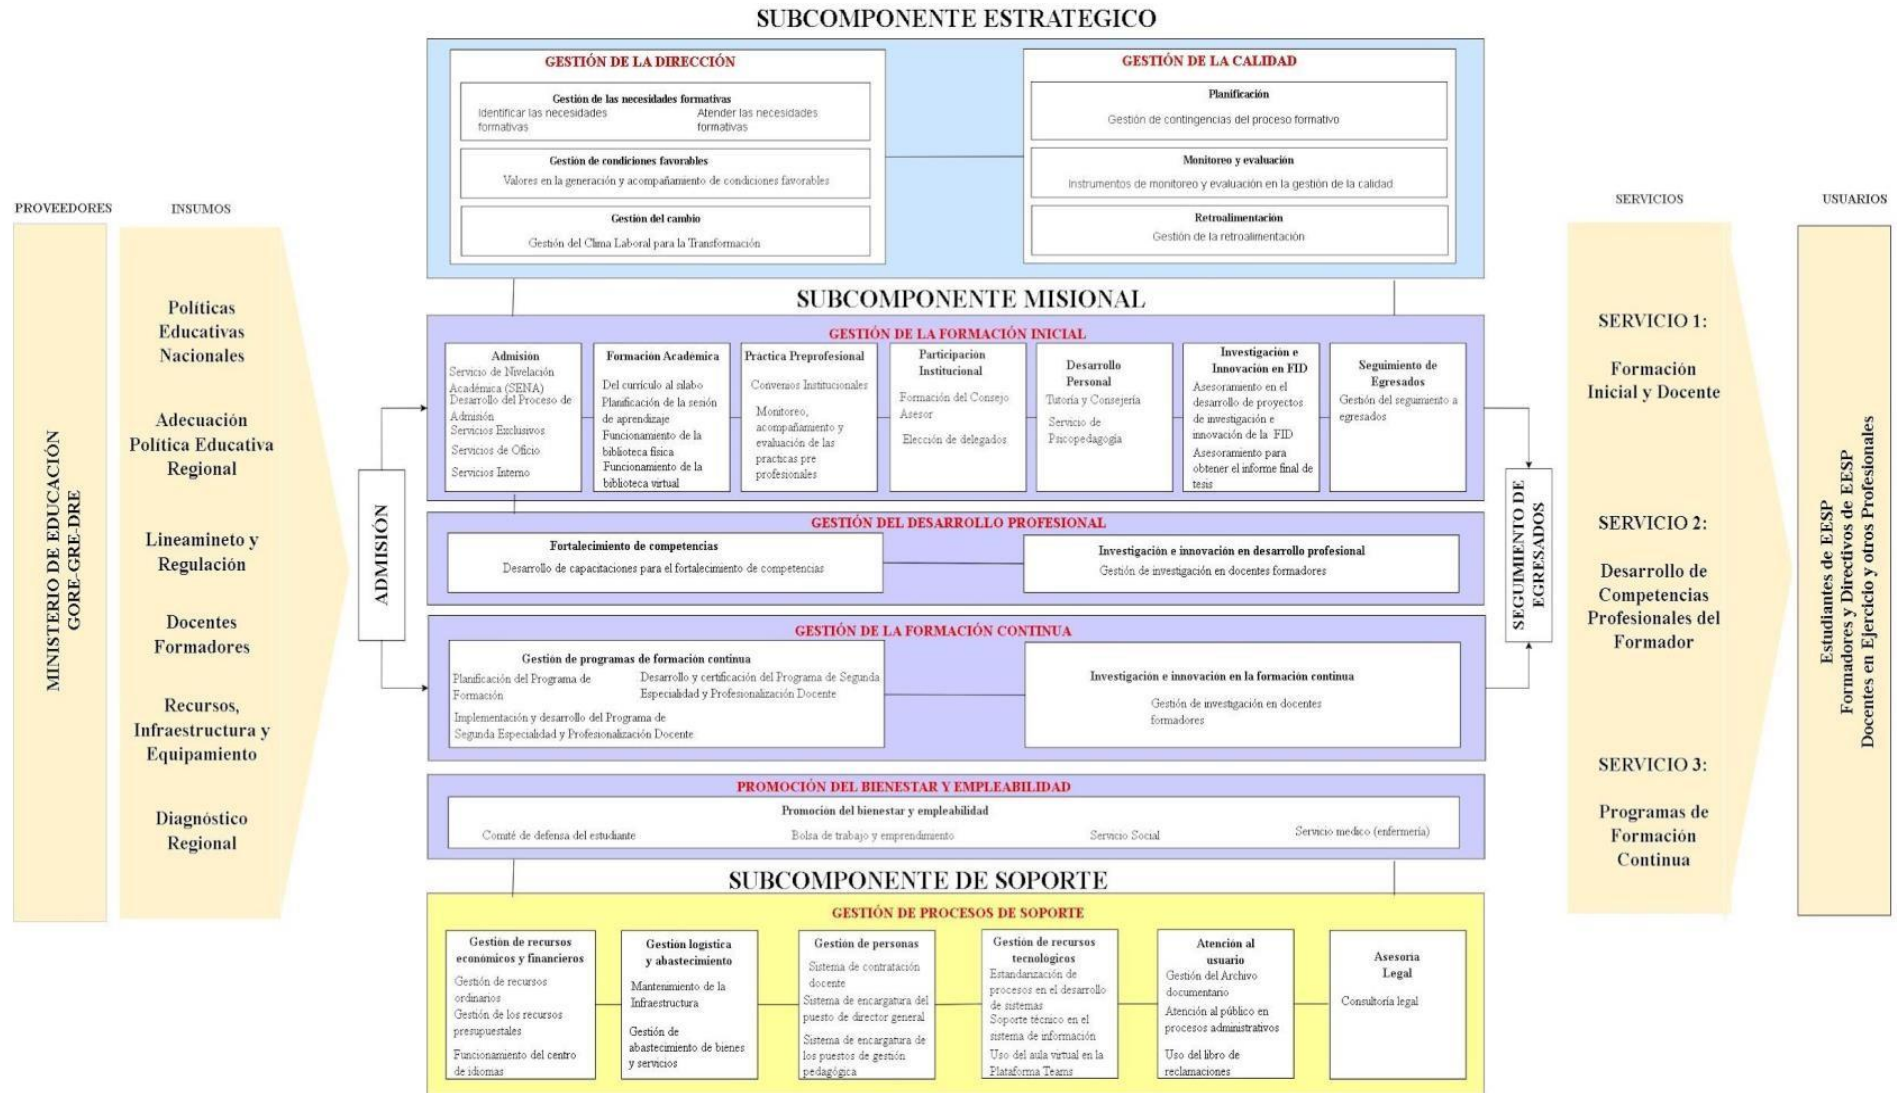 SUBCOMPONENTE ESTRATEGICO
GESTIÓN DE LA DIRECCIÓN
Gestión de las necesidades formativas
Identificar las necesidades
formativas
Atender las necesidades
formativas
Gestión de condiciones favorables
Valores en la generación y acompañamiento de condiciones favorables
Gestión del cambio
Gestión del Clima Laboral para la Transformación
GESTIÓN DE LA CALIDAD
Planificación
Gestión de contingencias del proceso formativo
Monitoreo y evaluación
Instrumentos de monitoreo y evaluación en la gestión de la calidad
Retroalimentación
Gestión de la retroalimentación
PROVEEDORES
MINISTERIO DE EDUCACIÓN
GORE-GRE-DRE
INSUMOS
Políticas
Educativas
Nacionales
Adecuación
Política Educativa
Regional
Lineamineto y
Regulación
Docentes
Formadores
Recursos,
Infraestructura y
Equipamiento
Diagnóstico
Regional
ADMISIÓN
SUBCOMPONENTE MISIONAL
GESTIÓN DE LA FORMACIÓN INICIAL
Admisión
Servicio de Nivelación
Académica (SENA)
Desarrollo del Proceso de
Admisión
Servicios Exclusivos
Servicios de Oficio
Servicios Interno
Formación Académica
Del currículo al silabo
Planificación de la sesión
de aprendizaje
Funcionamiento de la
biblioteca física
Funcionamiento de la
biblioteca virtual
Práctica Preprofesional
Convenios Institucionales
Monitoreo,
acompañamiento y
evaluación de las
practicas pre
profesionales
Participación
Institucional
Formación del Consejo
Asesor
Elección de delegados
Desarrollo
Personal
Tutoría y Consejería
Servicio de
Psicopedagogía
Investigación e
Innovación en FID
Asesoramiento en el
desarrollo de proyectos
de investigación e
innovación de la FID
Asesoramiento para
obtener el informe final de
tesis
Seguimiento de
Egresados
Gestión del seguimiento a
egresados
GESTIÓN DEL DESARROLLO PROFESIONAL
Fortalecimiento de competencias
Desarrollo de capacitaciones para el fortalecimiento de competencias
Investigación e innovación en desarrollo profesional
Gestión de investigación en docentes formadores
GESTIÓN DE LA FORMACIÓN CONTINUA
Gestión de programas de formación continua
Planificación del Programa de
Formación
Desarrollo y certificación del Programa de Segunda
Especialidad y Profesionalización Docente
Implementación y desarrollo del Programa de
Segunda Especialidad y Profesionalización Docente
Investigación e innovación en la formación continua
Gestión de investigación en docentes
formadores
PROMOCIÓN DEL BIENESTAR Y EMPLEABILIDAD
Promoción del bienestar y empleabilidad
Comité de defensa del estudiante
Bolsa de trabajo y emprendimiento
Servicio Social
Servicio medico (enfermería)
SUBCOMPONENTE DE SOPORTE
GESTIÓN DE PROCESOS DE SOPORTE
Gestión de recursos
económicos y financieros
Gestión de recursos
ordinarios
Gestión de los recursos
presupuestales
Funcionamiento del centro
de idiomas
Gestión logística
y abastecimiento
Mantenimiento de la
Infraestructura
Gestión de
abastecimiento de bienes
y servicios
Gestión de personas
Sistema de contratación
docente
Sistema de encargatura del
puesto de director general
Sistema de encargatura de
los puestos de gestión
pedagógica
Gestión de recursos
tecnológicos
Estandarización de
procesos en el desarrollo
de sistemas
Soporte técnico en el
sistema de información
Uso del aula virtual en la
Plataforma Teams
Atención al
usuario
Gestión del Archivo
documentario
Atención al público en
procesos administrativos
Uso del libro de
reclamaciones
Asesoría
Legal
Consultoría legal
SEGUIMIENTO DE
EGRESADOS
SERVICIOS
SERVICIO 1:
Formación
Inicial y Docente
SERVICIO 2:
Desarrollo de
Competencias
Profesionales del
Formador
SERVICIO 3:
Programas de
Formación
Continua
USUARIOS
Estudiantes de EESP
Formadores y Directivos de EESP
Docentes en Ejercicio y otros Profesionales